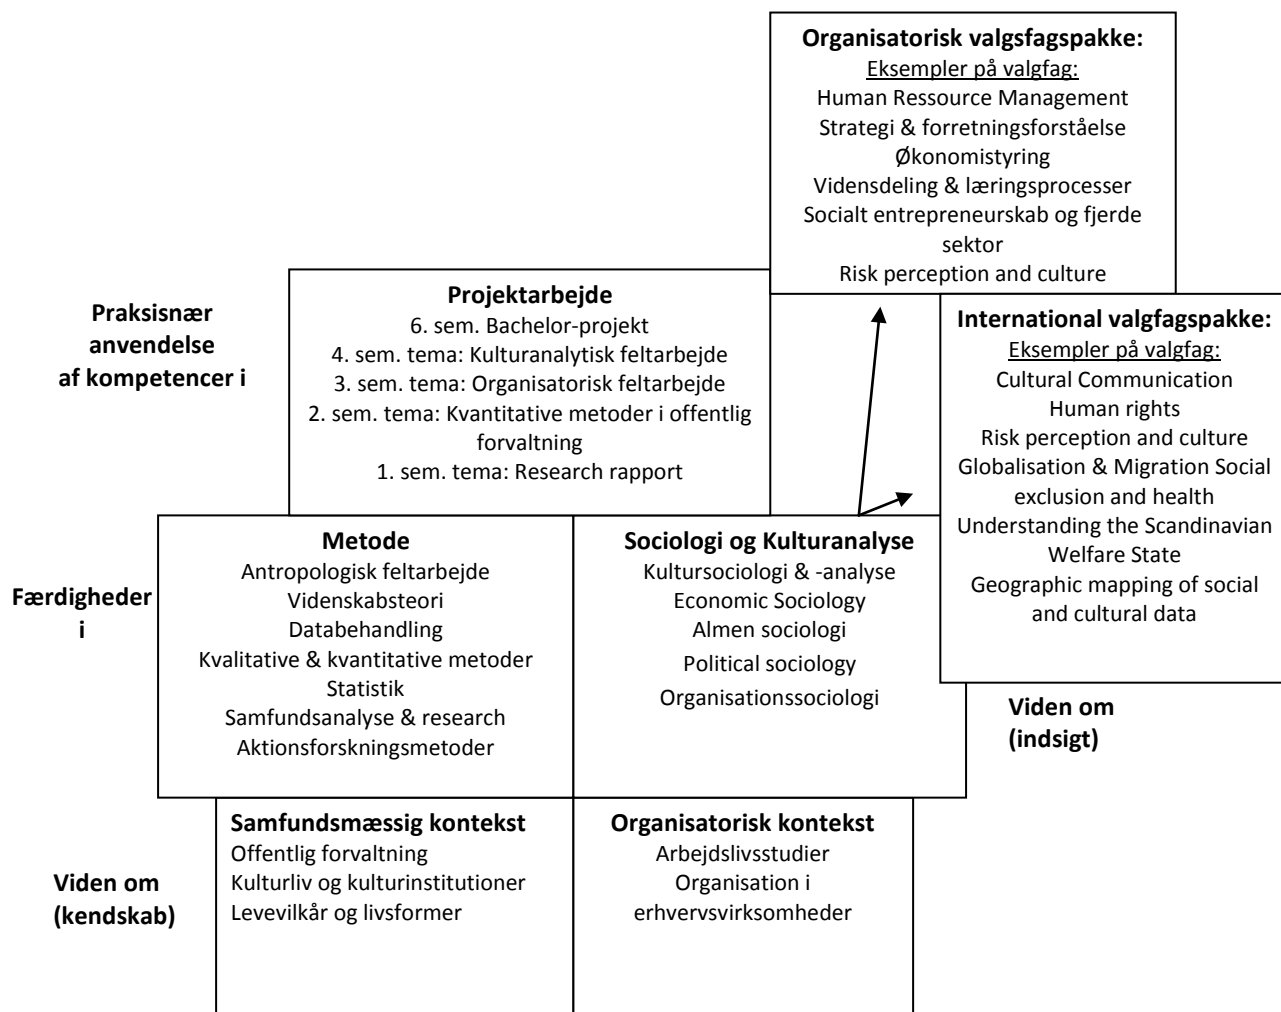 Organisatorisk valgsfagspakke:
Eksempler på valgfag:
Human Ressource Management
Strategi & forretningsforståelse
Økonomistyring
Vidensdeling & læringsprocesser
Socialt entrepreneurskab og fjerde
sektor
Risk perception and culture
Praksisnær
anvendelse
af kompetencer i
Projektarbejde
6. sem. Bachelor-projekt
4. sem. tema: Kulturanalytisk feltarbejde
3. sem. tema: Organisatorisk feltarbejde
2. sem. tema: Kvantitative metoder i offentlig
forvaltning
1. sem. tema: Research rapport
International valgfagspakke:
Eksempler på valgfag:
Cultural Communication
Human rights
Risk perception and culture
Globalisation & Migration Social
exclusion and health
Understanding the Scandinavian
Welfare State
Geographic mapping of social
and cultural data
Færdigheder
i
Metode
Antropologisk feltarbejde
Videnskabsteori
Databehandling
Kvalitative & kvantitative metoder
Statistik
Samfundsanalyse & research
Aktionsforskningsmetoder
Sociologi og Kulturanalyse
Kultursociologi & -analyse
Economic Sociology
Almen sociologi
Political sociology
Organisationssociologi
Viden om
(indsigt)
Viden om
(kendskab)
Samfundsmæssig kontekst
Offentlig forvaltning
Kulturliv og kulturinstitutioner
Levevilkår og livsformer
Organisatorisk kontekst
Arbejdslivsstudier
Organisation i
erhvervsvirksomheder